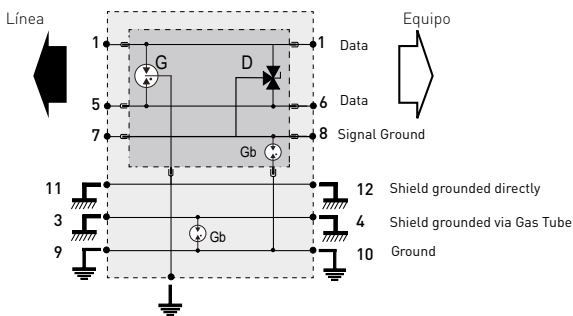 Línea
Equipo
1
1 Data
G
D
5
6 Data
7
8 Signal Ground
Gb
11
12 Shield grounded directly
3
4 Shield grounded via Gas Tube
Gb
9
10 Ground